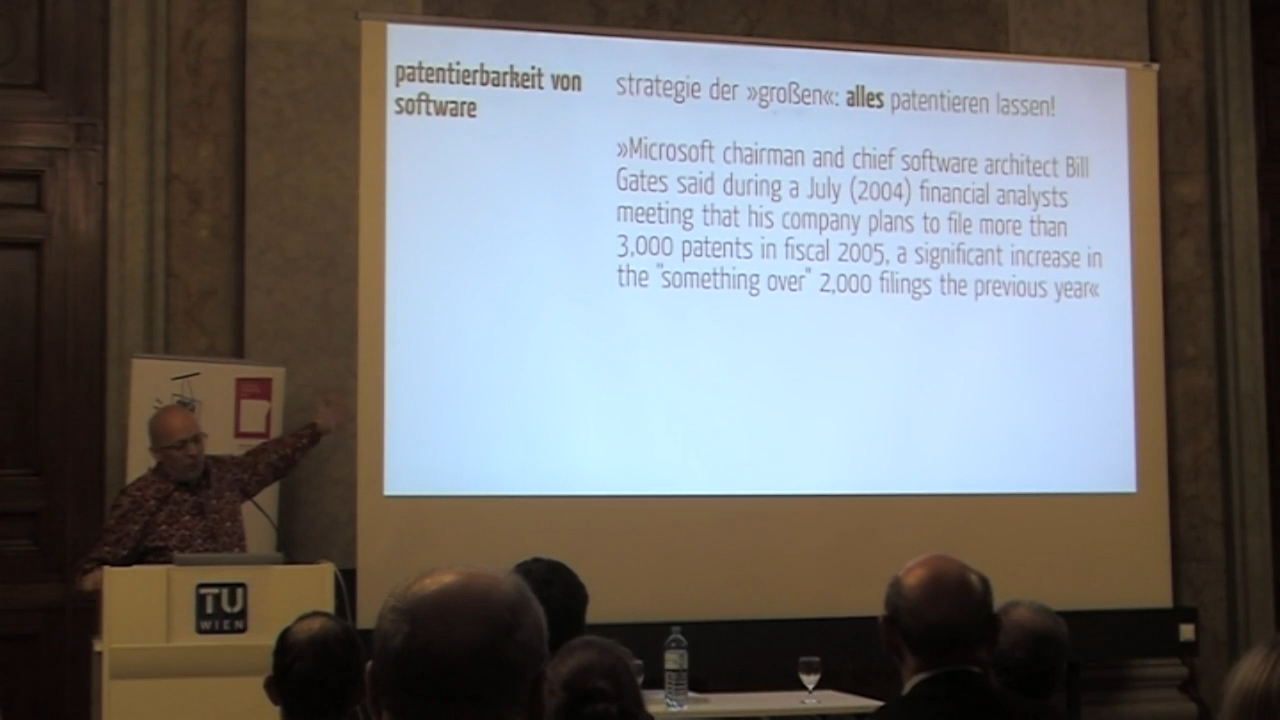 patentierbarkeit von
software
strategie der »großen«: alles patentieren lassen!
»Microsoft chairman and chief software architect Bill
Gates said during a July (2004) financial analysts
meeting that his company plans to file more than
3,000 patents in fiscal 2005, a significant increase in
the "something over" 2,000 filings the previous year«
TU
WIEN